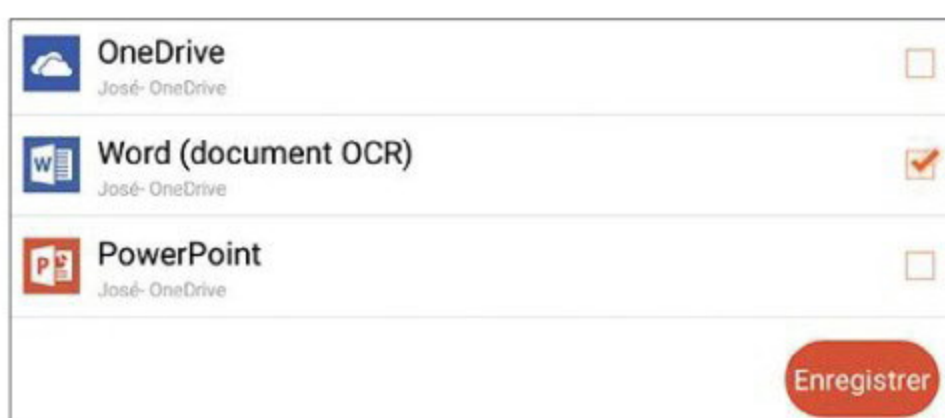 OneDrive
José- OneDrive
W
Word (document OCR)
José- OneDrive
P
PowerPoint
José- OneDrive
Enregistrer